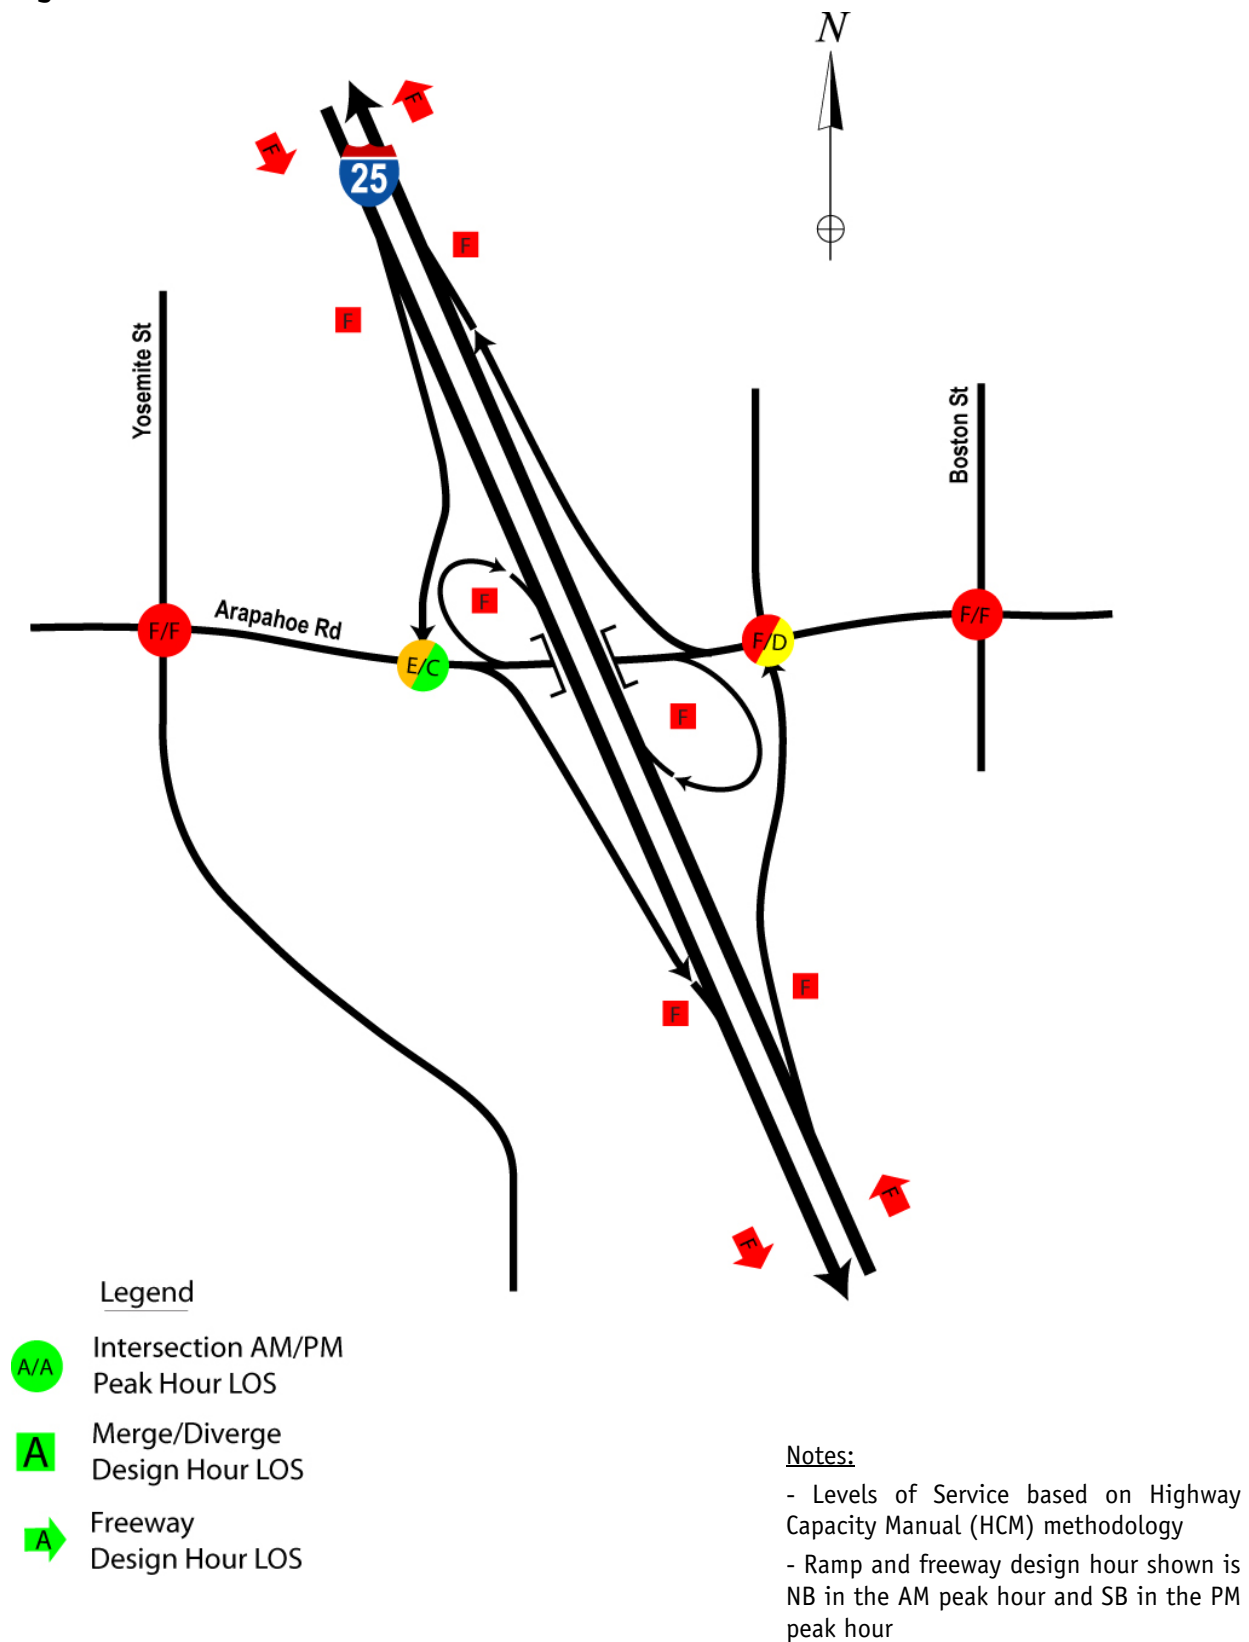 N
F
F
25
F
F
Yosemite St
Boston St
F
Arapahoe Rd
F/F
E/C
F/D
F/F
F
F
F
F
F
Legend
A/A
Intersection AM/PM
Peak Hour LOS
A
Merge/Diverge
Design Hour LOS
A
Freeway
Design Hour LOS
Notes:
- Levels of Service based on Highway
Capacity Manual (HCM) methodology
- Ramp and freeway design hour shown is
NB in the AM peak hour and SB in the PM
peak hour